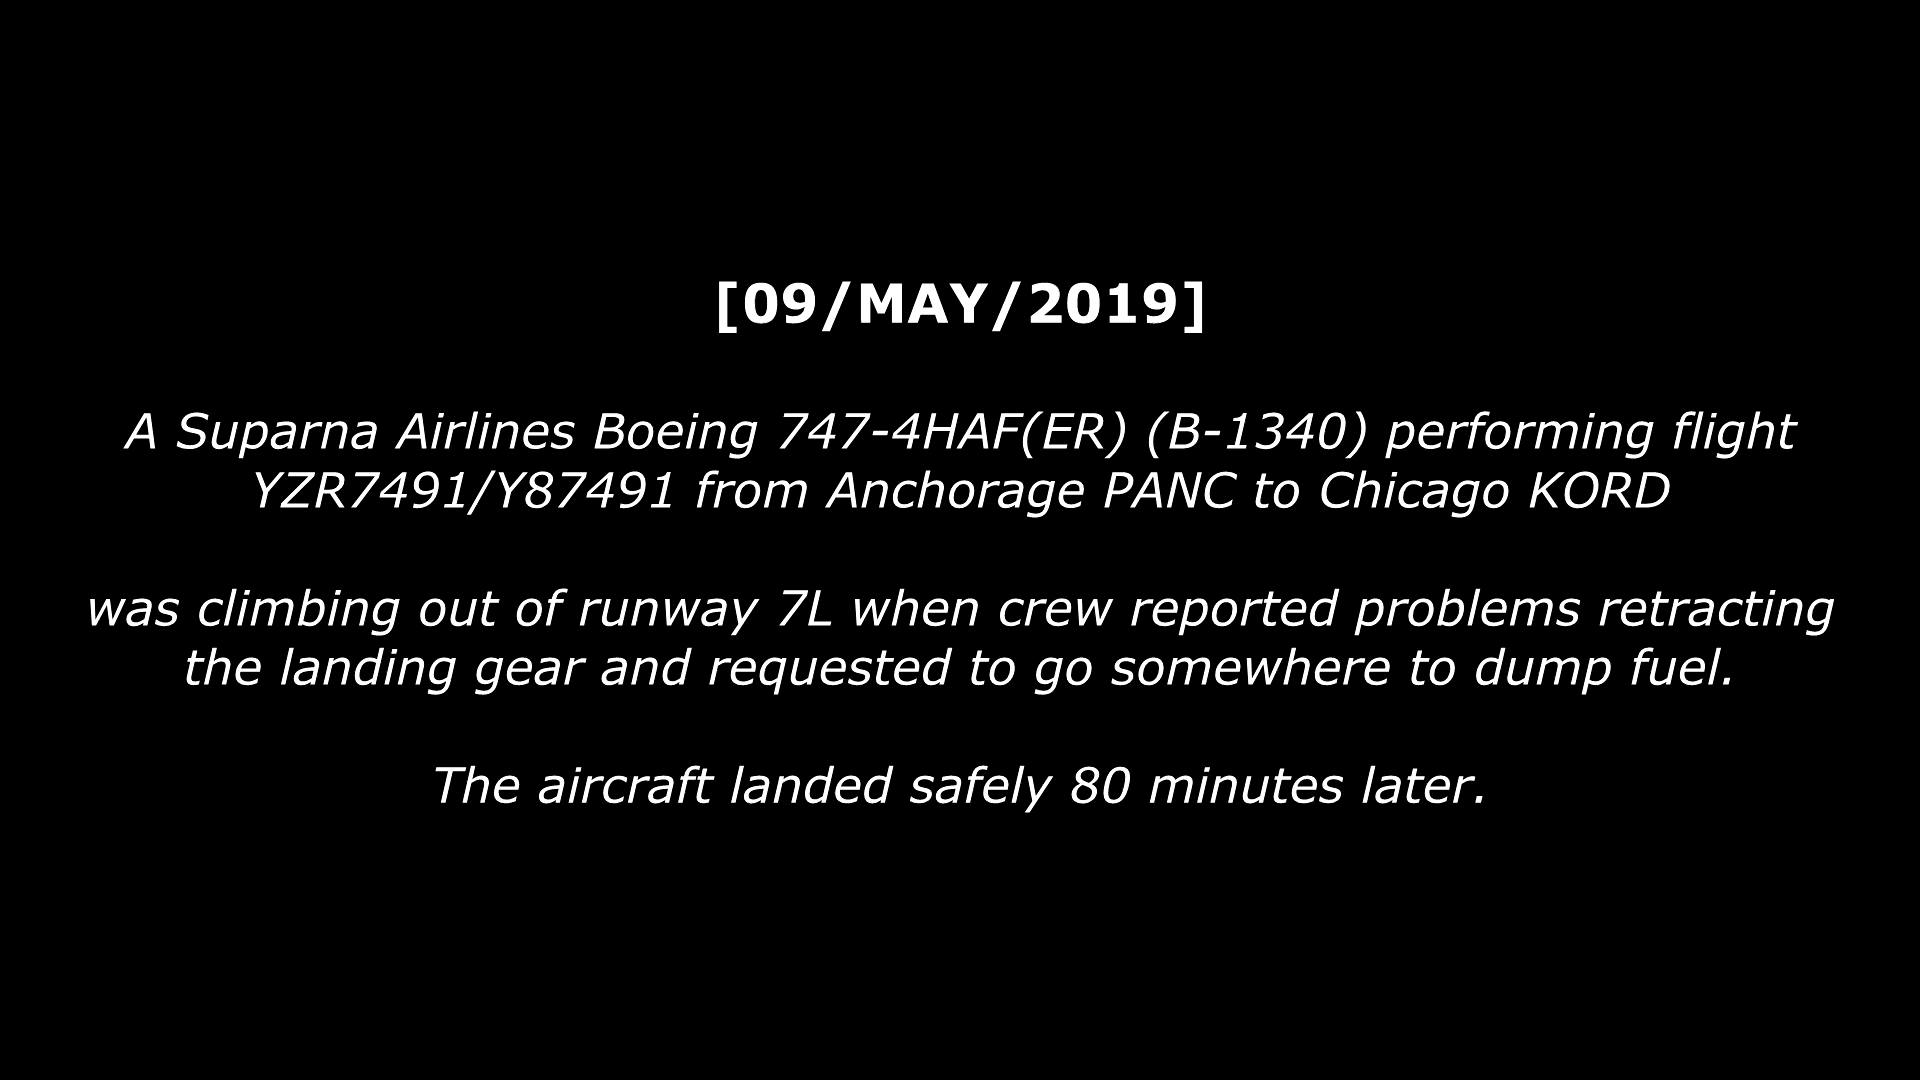 [09/MAY/2019]
A Suparna Airlines Boeing 747-4HAF(ER) (B-1340) performing flight
YZR7491/Y87491 from Anchorage PANC to Chicago KORD
was climbing out of runway 7L when crew reported problems retracting
the landing gear and requested to go somewhere to dump fuel.
The aircraft landed safely 80 minutes later.